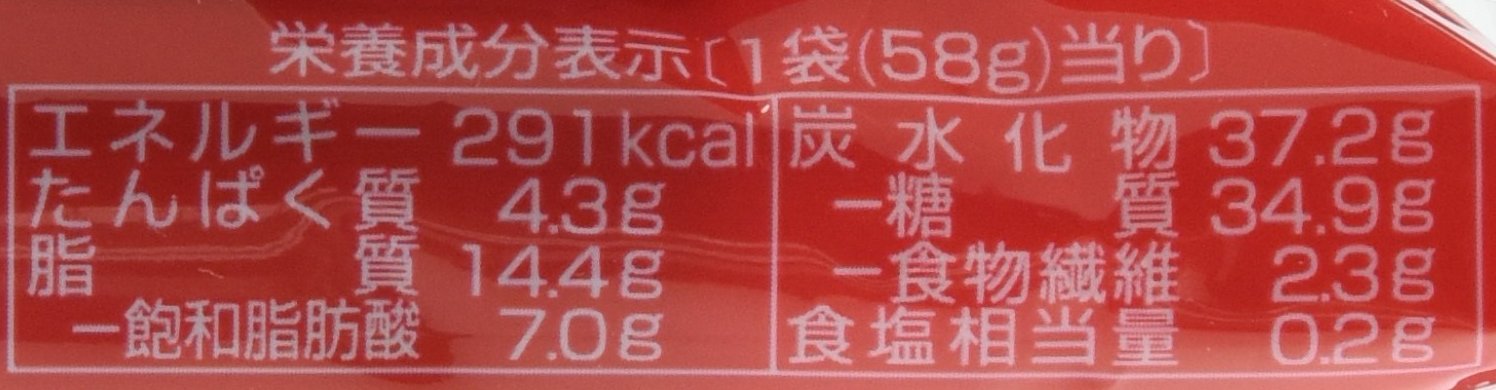 栄養成分表示〔1袋(58g)当り〕
エネルギー 291kcal
たんぱく質 4.3g
脂質 14.4g
－飽和脂肪酸 7.0g
炭水化物 37.2g
－糖質 34.9g
－食物繊維 2.3g
食塩相当量 0.2g